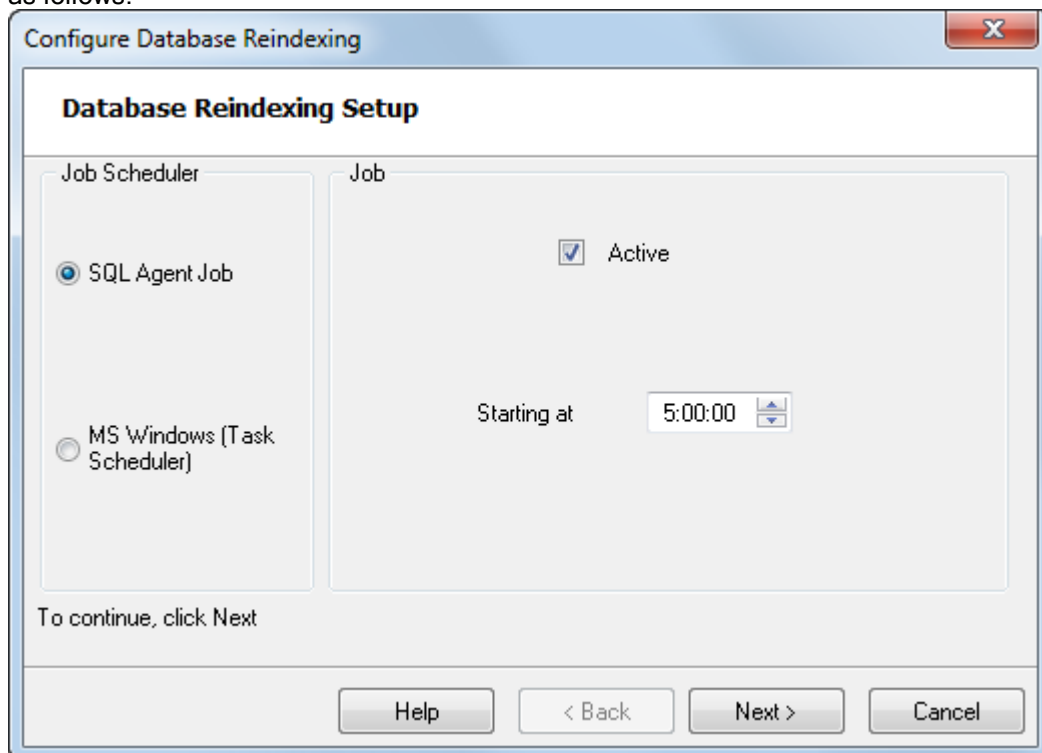 as follows:
Configure Database Reindexing
Database Reindexing Setup
Job Scheduler
Job
Active
SQL Agent Job
Starting at
5:00:00
MS Windows (Task
Scheduler)
To continue, click Next
Help
< Back
Next >
Cancel